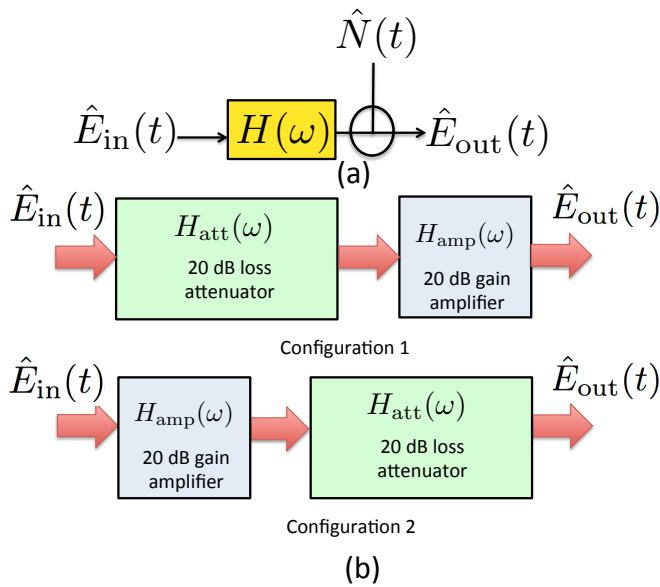 N̂(t)
Ê_in(t) H(ω) Ê_out(t)
(a)
Ê_in(t) Ê_out(t)
H_att(ω)
20 dB loss
attenuator
H_amp(ω)
20 dB gain
amplifier
Configuration 1
Ê_in(t) Ê_out(t)
H_amp(ω)
20 dB gain
amplifier
H_att(ω)
20 dB loss
attenuator
Configuration 2
(b)